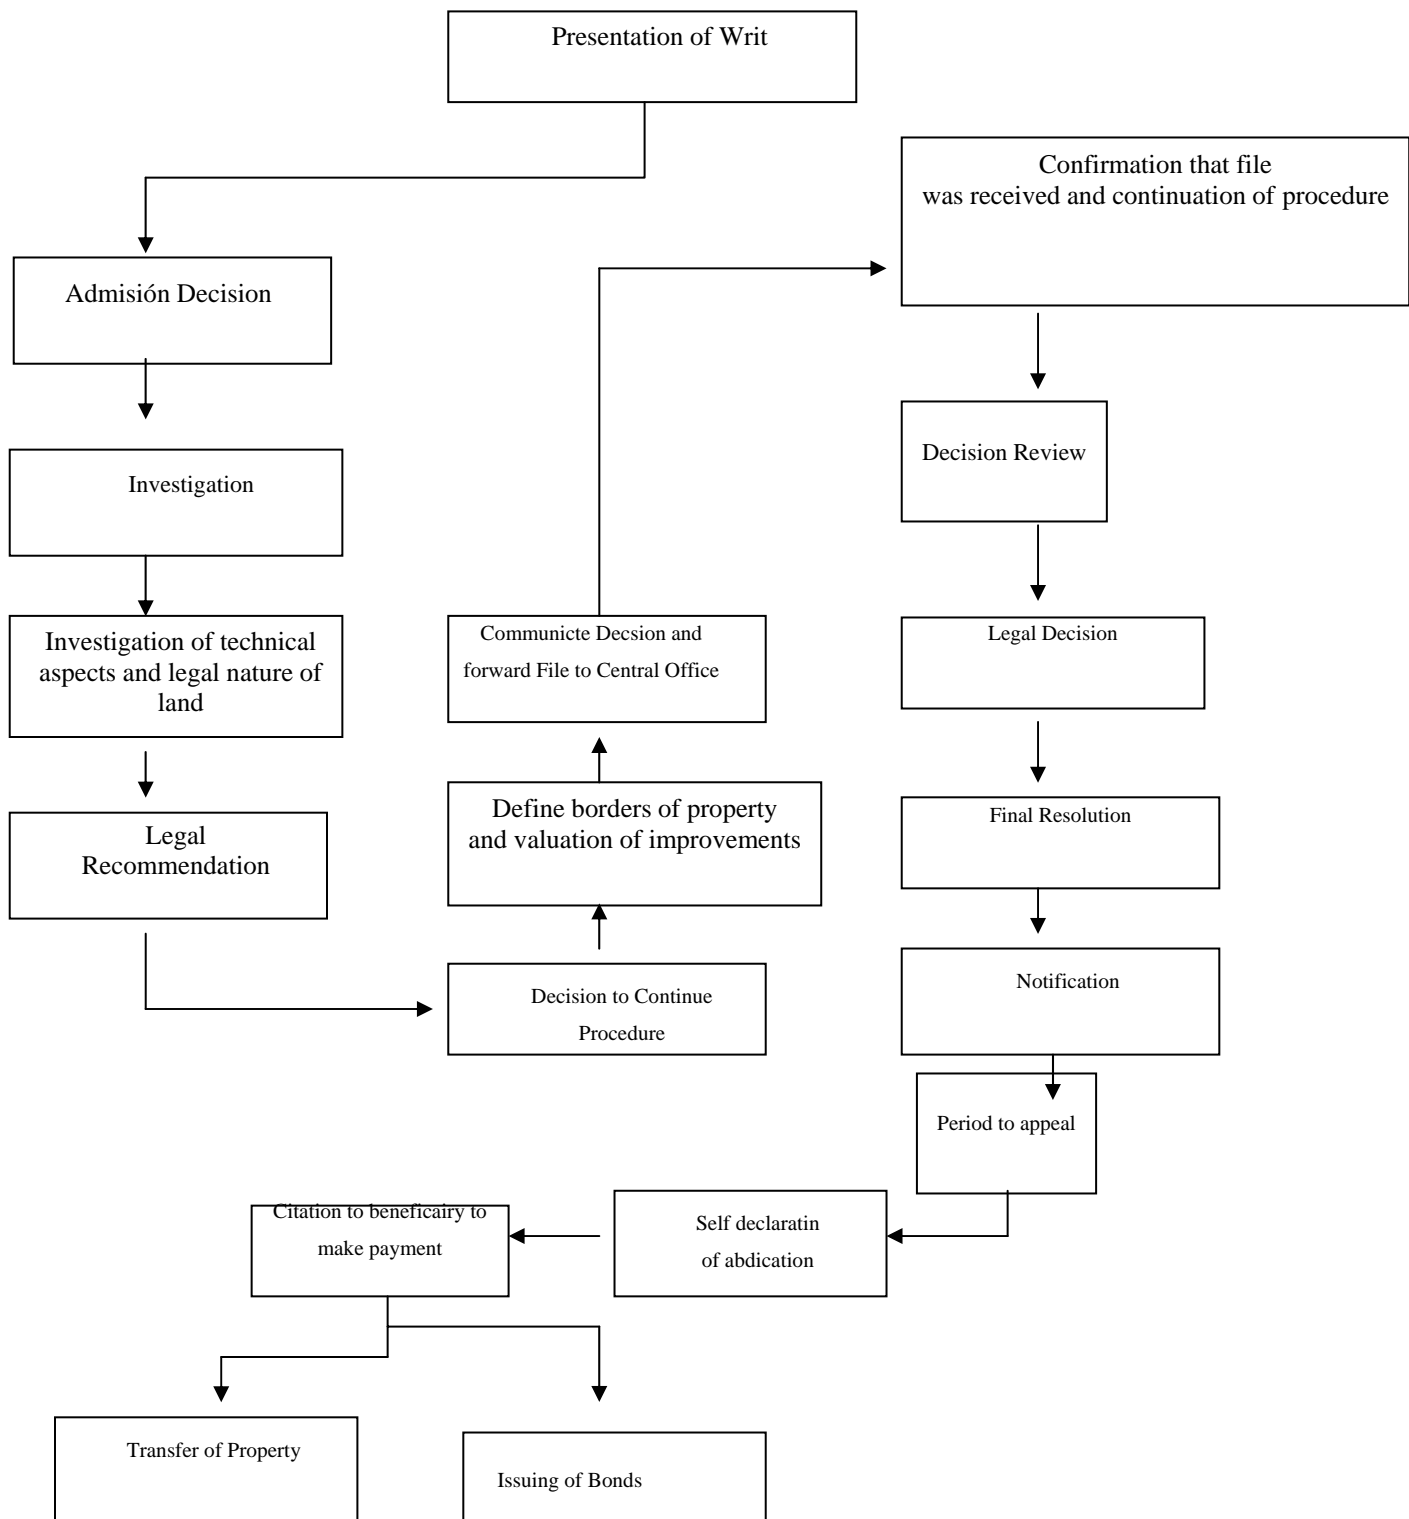 Presentation of Writ
Admisión Decision
Investigation
Investigation of technical
aspects and legal nature of
land
Legal
Recommendation
Decision to Continue
Procedure
Define borders of property
and valuation of improvements
Communicte Decsion and
forward File to Central Office
Confirmation that file
was received and continuation of procedure
Decision Review
Legal Decision
Final Resolution
Notification
Period to appeal
Self declaratin
of abdication
Citation to beneficairy to
make payment
Transfer of Property
Issuing of Bonds